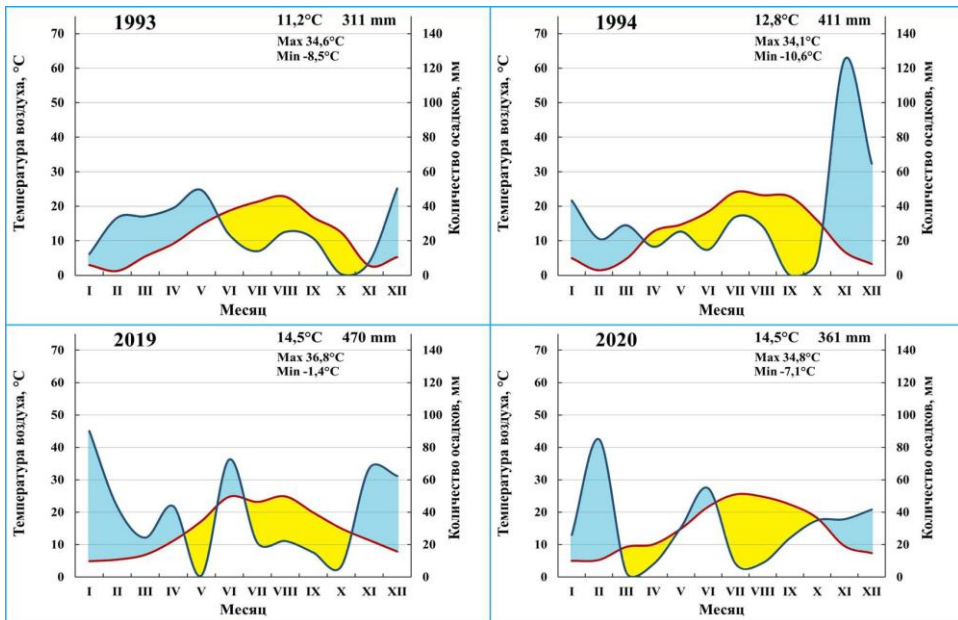 1993
11,2°C 311 mm
Max 34,6°C
Min -8,5°C
Температура воздуха, °C
70
60
50
40
30
20
10
0
140
120
100
80
60
40
20
0
Количество осадков, мм
I II III IV V VI VII VIII IX X XI XII
Месяц
1994
12,8°C 411 mm
Max 34,1°C
Min -10,6°C
Температура воздуха, °C
70
60
50
40
30
20
10
0
140
120
100
80
60
40
20
0
Количество осадков, мм
I II III IV V VI VII VIII IX X XI XII
Месяц
2019
14,5°C 470 mm
Max 36,8°C
Min -1,4°C
Температура воздуха, °C
70
60
50
40
30
20
10
0
140
120
100
80
60
40
20
0
Количество осадков, мм
I II III IV V VI VII VIII IX X XI XII
Месяц
2020
14,5°C 361 mm
Max 34,8°C
Min -7,1°C
Температура воздуха, °C
70
60
50
40
30
20
10
0
140
120
100
80
60
40
20
0
Количество осадков, мм
I II III IV V VI VII VIII IX X XI XII
Месяц